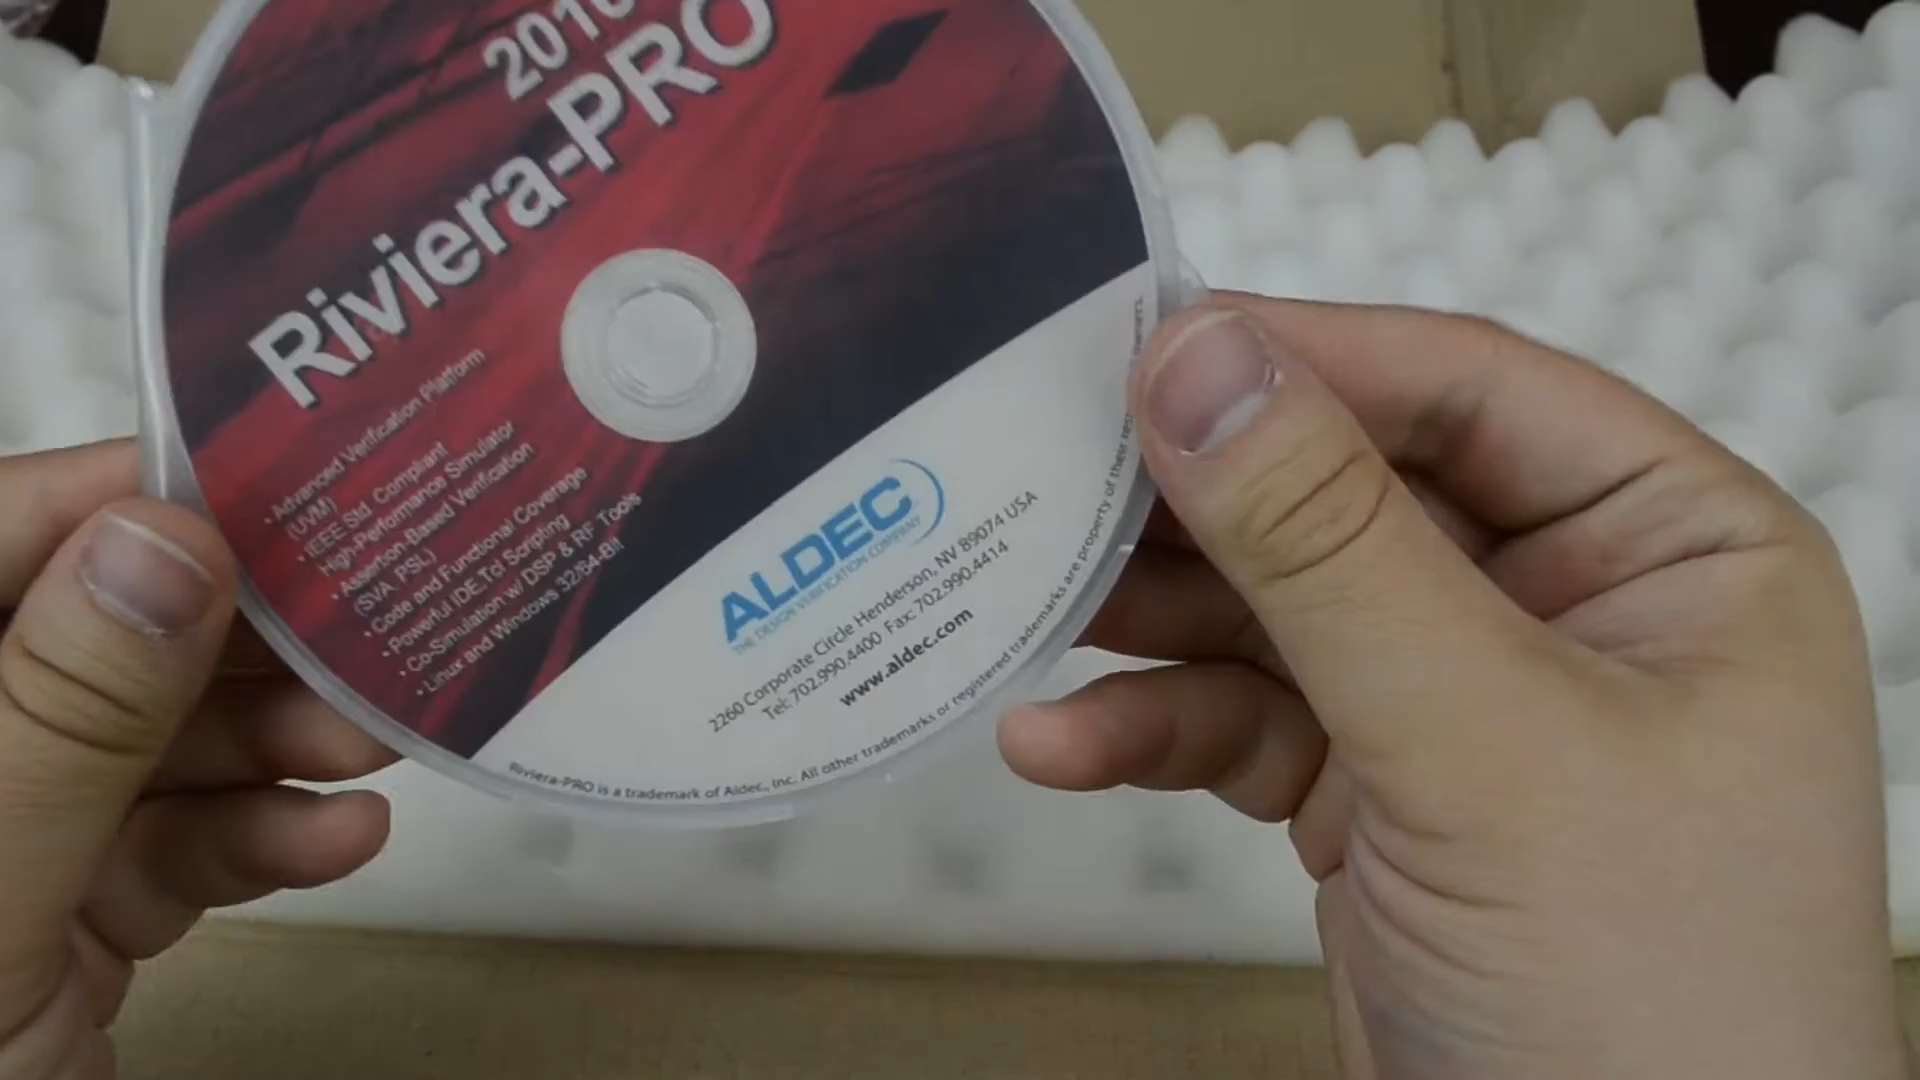 Riviera-PRO
• Advanced Verification Platform
(UVM)
• IEEE Std. Compliant
High-Performance Simulator
• Assertion-Based Verification
(SVA, PSL)
• Code and Functional Coverage
• Powerful IDE, Tcl Scripting
• Co-Simulation w/ DSP & RF Tools
• Linux and Windows 32/64-Bit
ALDEC
THE DESIGN VERIFICATION COMPANY
2260 Corporate Circle Henderson, NV 89074 USA
Tel: 702.990.4400 Fax: 702.990.4414
www.aldec.com
Riviera-PRO is a trademark of Aldec, Inc. All other trademarks or registered trademarks are property of their